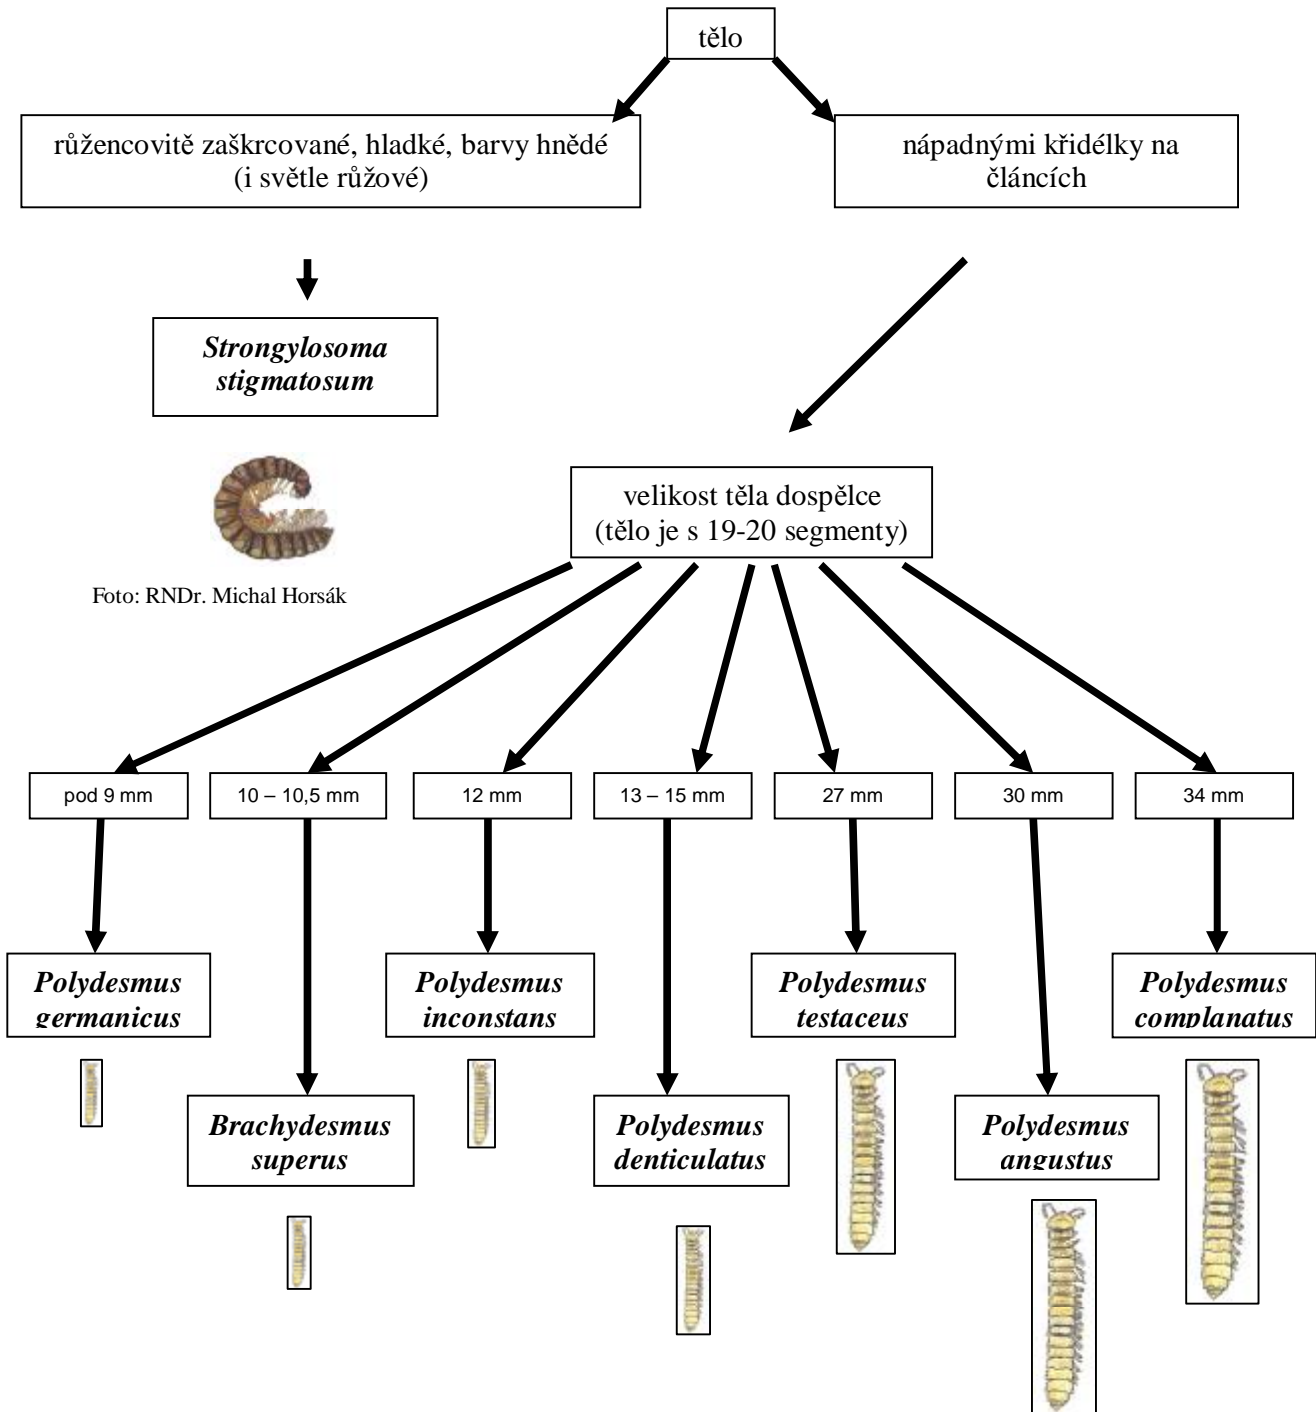 tělo
růžencovitě zaškrcované, hladké, barvy hnědé
(i světle růžové)
nápadnými křidélky na
článcích
Strongylosoma
stigmatosum
velikost těla dospělce
(tělo je s 19-20 segmenty)
Foto: RNDr. Michal Horsák
pod 9 mm
10 – 10,5 mm
12 mm
13 – 15 mm
27 mm
30 mm
34 mm
Polydesmus
germanicus
Polydesmus
inconstans
Polydesmus
testaceus
Polydesmus
complanatus
Brachydesmus
superus
Polydesmus
denticulatus
Polydesmus
angustus